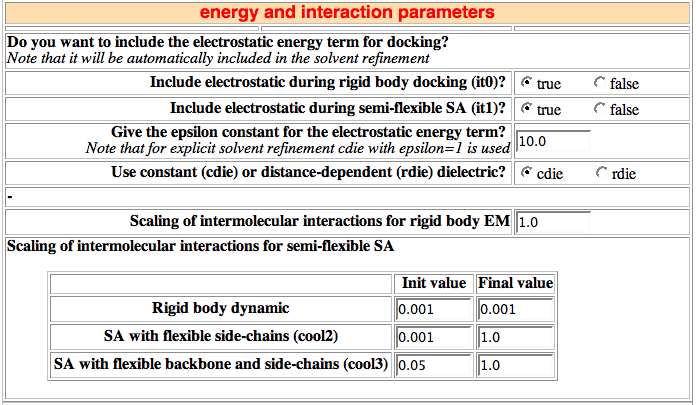 energy and interaction parameters
Do you want to include the electrostatic energy term for docking?
Note that it will be automatically included in the solvent refinement
Include electrostatic during rigid body docking (it0)? true false
Include electrostatic during semi-flexible SA (it1)? true false
Give the epsilon constant for the electrostatic energy term?
Note that for explicit solvent refinement cdie with epsilon=1 is used 10.0
Use constant (cdie) or distance-dependent (rdie) dielectric? cdie rdie
-
Scaling of intermolecular interactions for rigid body EM 1.0
Scaling of intermolecular interactions for semi-flexible SA
Init value Final value
Rigid body dynamic 0.001 0.001
SA with flexible side-chains (cool2) 0.001 1.0
SA with flexible backbone and side-chains (cool3) 0.05 1.0